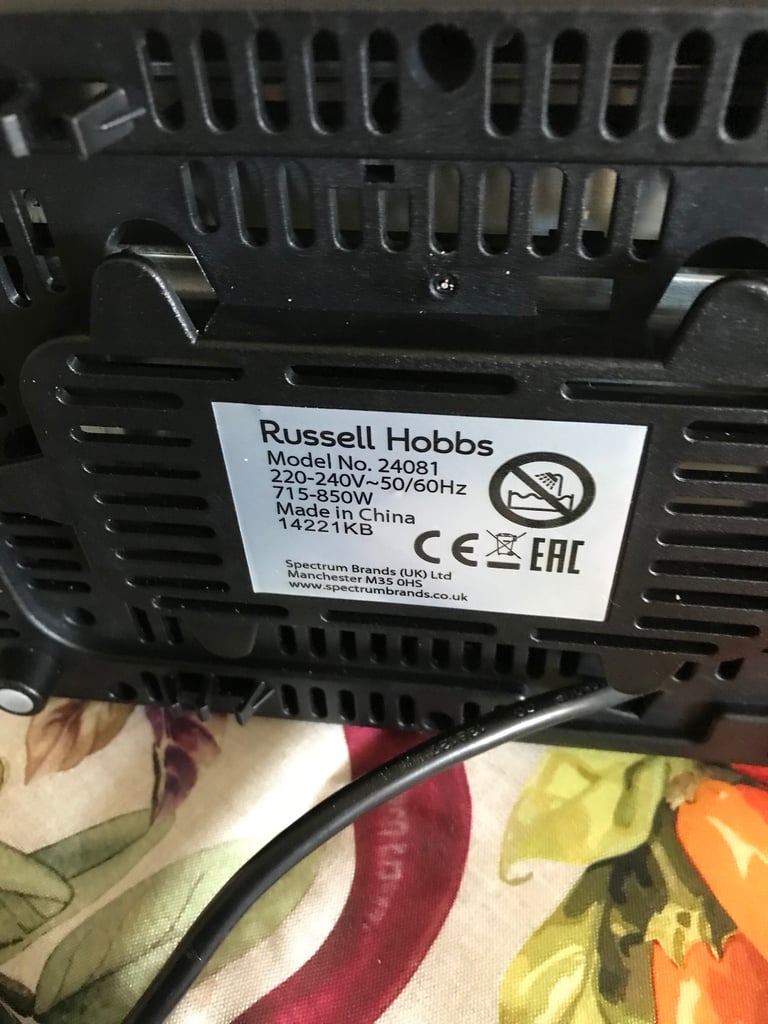 Russell Hobbs
Model No. 24081
220-240V~50/60Hz
715-850W
Made in China
14221KB
CE EAC
Spectrum Brands (UK) Ltd
Manchester M35 0HS
www.spectrumbrands.co.uk